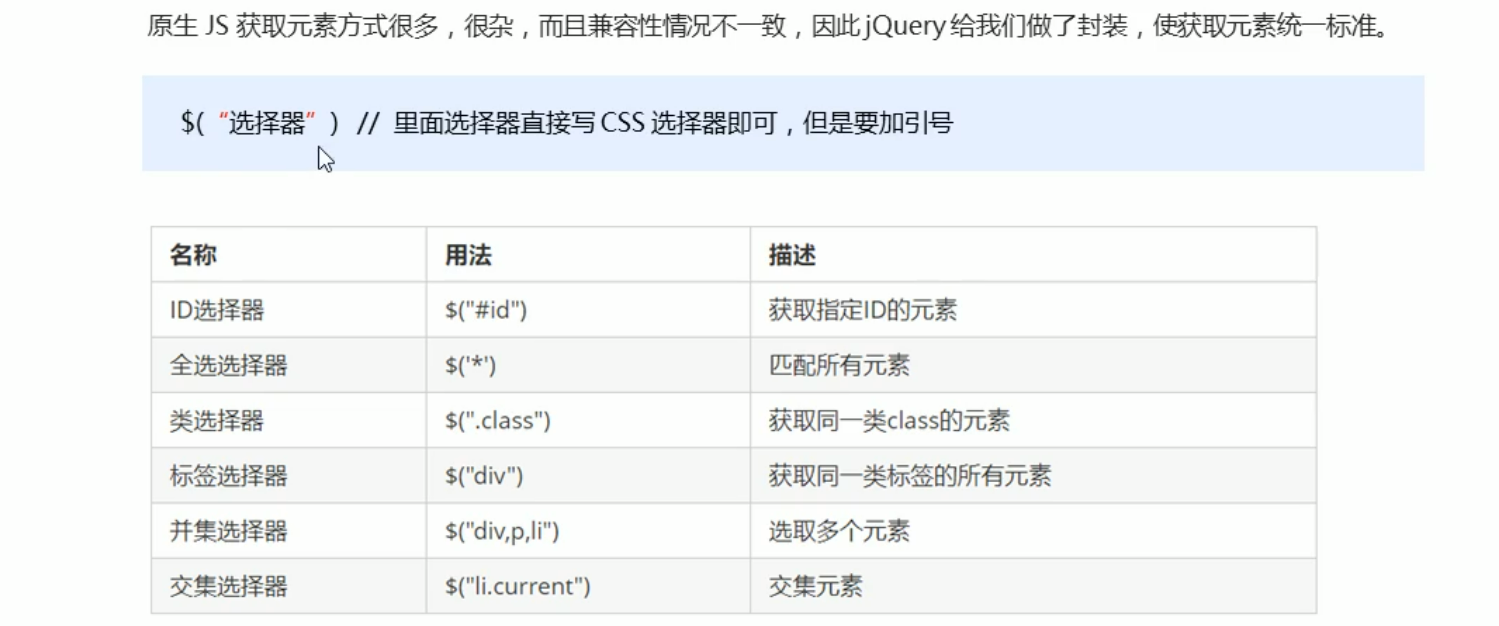 原生 JS 获取元素方式很多，很杂，而且兼容性情况不一致，因此 jQuery 给我们做了封装，使获取元素统一标准。
$(“选择器”) // 里面选择器直接写 CSS 选择器即可，但是要加引号
名称 用法 描述
ID选择器 $("#id") 获取指定ID的元素
全选选择器 $('*') 匹配所有元素
类选择器 $(".class") 获取同一类class的元素
标签选择器 $("div") 获取同一类标签的所有元素
并集选择器 $("div,p,li") 选取多个元素
交集选择器 $("li.current") 交集元素